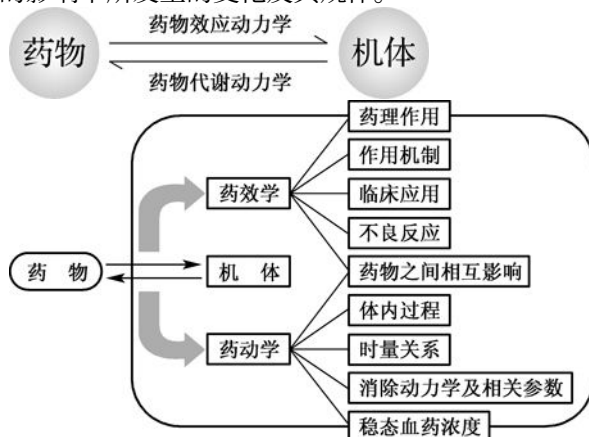 药物效应动力学
药物
机体
药物代谢动力学
药理作用
作用机制
药效学
临床应用
不良反应
药物
机体
药物之间相互影响
体内过程
药动学
时量关系
消除动力学及相关参数
稳态血药浓度